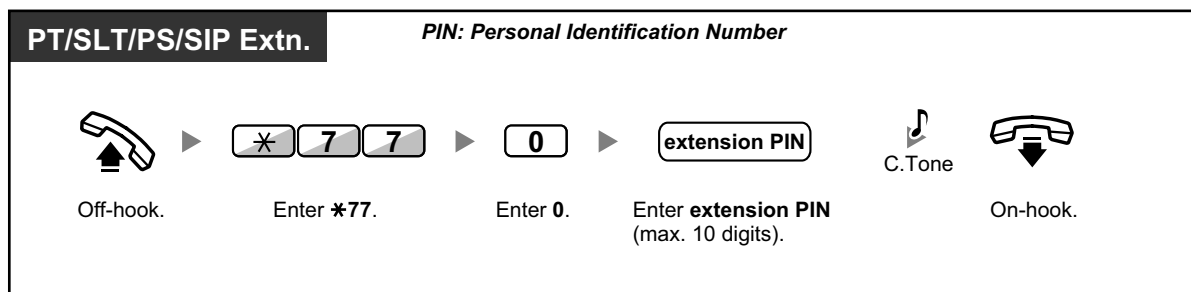 PT/SLT/PS/SIP Extn.
PIN: Personal Identification Number
✳ 7 7
0
extension PIN
C.Tone
Off-hook.
Enter ✳77.
Enter 0.
Enter extension PIN
(max. 10 digits).
On-hook.